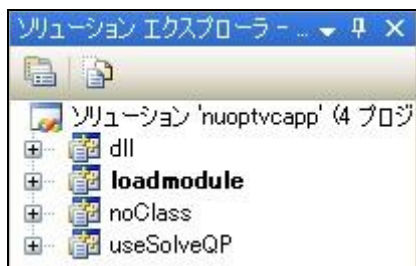 ソリューション エクスプローラ - ...
ソリューション 'nuoptvcapp' (4 プロジ
dll
loadmodule
noClass
useSolveQP